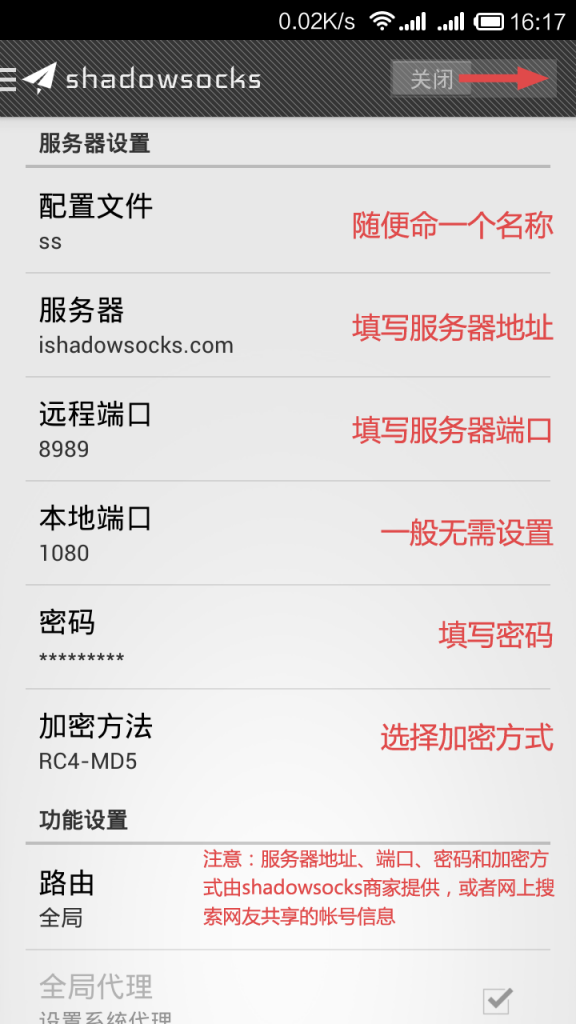 0.02K/s 16:17
shadowsocks 关闭
服务器设置
配置文件
ss
随便命一个名称
服务器
ishadowsocks.com
填写服务器地址
远程端口
8989
填写服务器端口
本地端口
1080
一般无需设置
密码
*********
填写密码
加密方法
RC4-MD5
选择加密方式
功能设置
路由
全局
注意：服务器地址、端口、密码和加密方
式由shadowsocks商家提供，或者网上搜
索网友共享的帐号信息
全局代理
设置系统代理